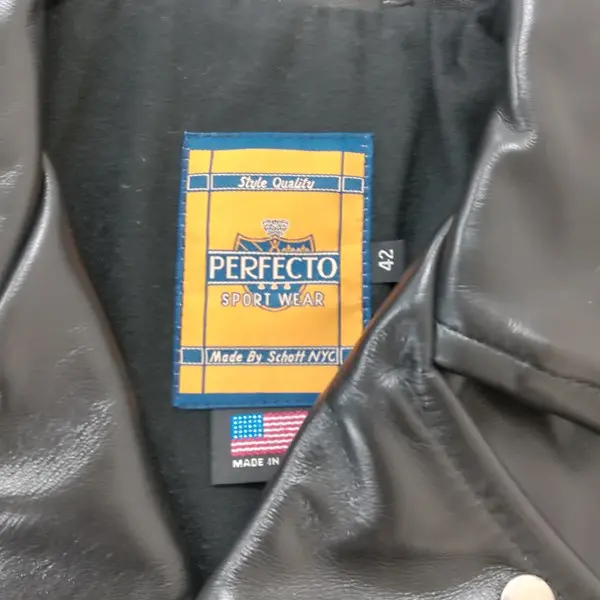 Style Quality
PERFECTO
SPORT WEAR
Made By Schott NYC
42
MADE IN